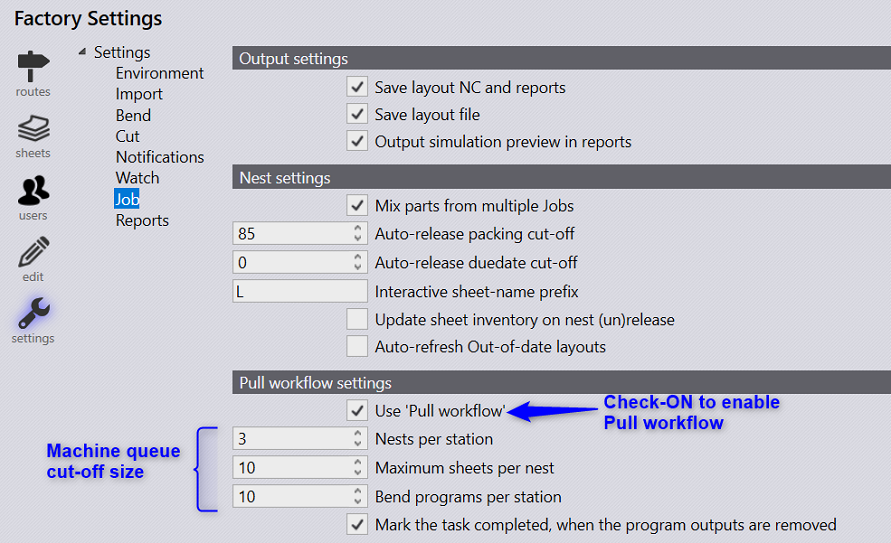 Factory Settings
routes
sheets
users
edit
settings
Settings
Environment
Import
Bend
Cut
Notifications
Watch
Job
Reports
Output settings
Save layout NC and reports
Save layout file
Output simulation preview in reports
Nest settings
Mix parts from multiple Jobs
85 Auto-release packing cut-off
0 Auto-release duedate cut-off
L Interactive sheet-name prefix
Update sheet inventory on nest (un)release
Auto-refresh Out-of-date layouts
Pull workflow settings
Use 'Pull workflow'
Check-ON to enable
Pull workflow
Machine queue
cut-off size
3 Nests per station
10 Maximum sheets per nest
10 Bend programs per station
Mark the task completed, when the program outputs are removed